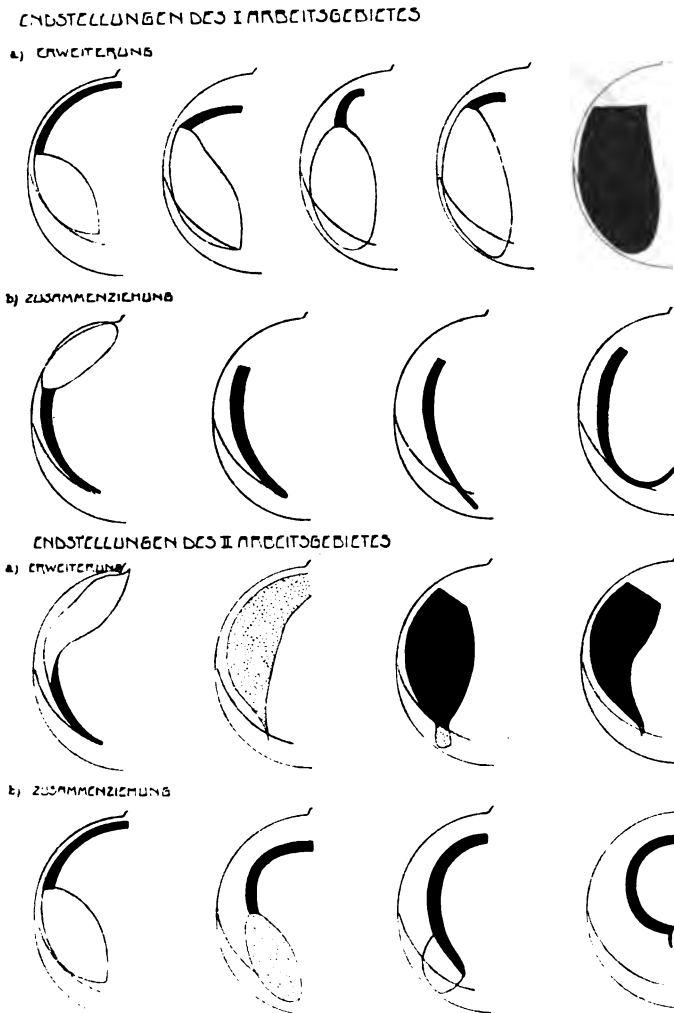 ENDSTELLUNGEN DES I ARBEITSGEBIETES
a) ERWEITERUNG
b) ZUSAMMENZIEHUNG
ENDSTELLUNGEN DES II ARBEITSGEBIETES
a) ERWEITERUNG
b) ZUSAMMENZIEHUNG